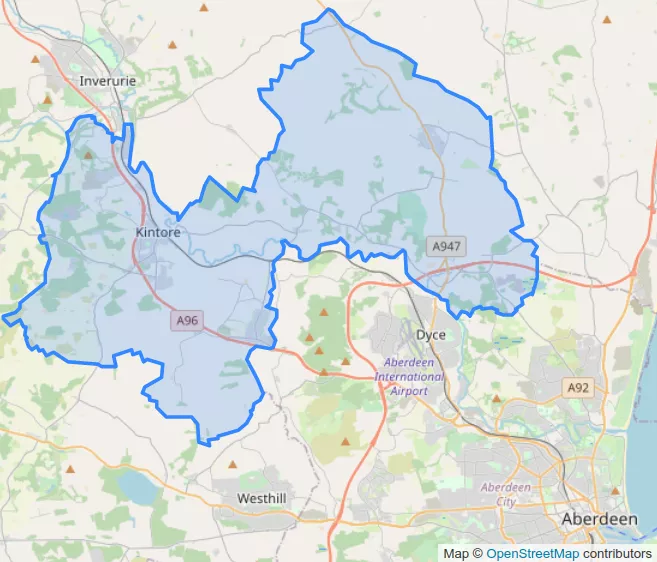 Inverurie
Kintore
A947
A96
Dyce
Aberdeen
International
Airport
A92
Westhill
Aberdeen
City
Aberdeen
Map © OpenStreetMap contributors